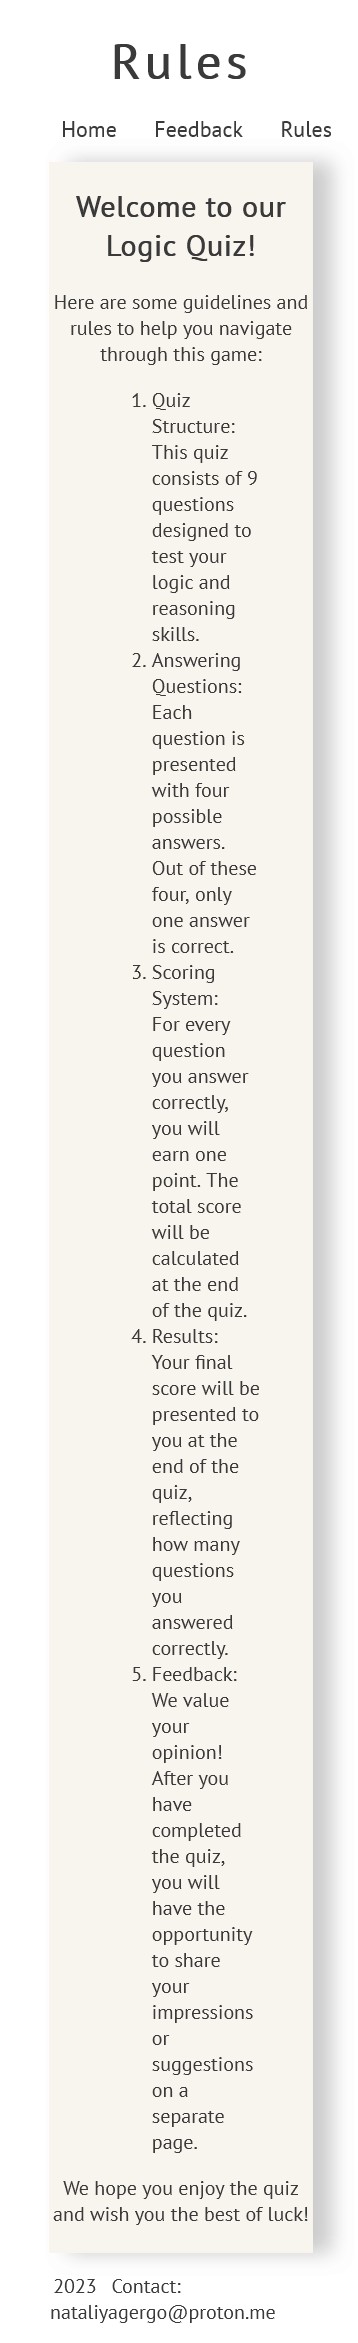 Rules
Home Feedback Rules
Welcome to our
Logic Quiz!
Here are some guidelines and
rules to help you navigate
through this game:
1. Quiz
Structure:
This quiz
consists of 9
questions
designed to
test your
logic and
reasoning
skills.
2. Answering
Questions:
Each
question is
presented
with four
possible
answers.
Out of these
four, only
one answer
is correct.
3. Scoring
System:
For every
question
you answer
correctly,
you will
earn one
point. The
total score
will be
calculated
at the end
of the quiz.
4. Results:
Your final
score will be
presented to
you at the
end of the
quiz,
reflecting
how many
questions
you
answered
correctly.
5. Feedback:
We value
your
opinion!
After you
have
completed
the quiz,
you will
have the
opportunity
to share
your
impressions
or
suggestions
on a
separate
page.
We hope you enjoy the quiz
and wish you the best of luck!
2023 Contact:
nataliyagergo@proton.me